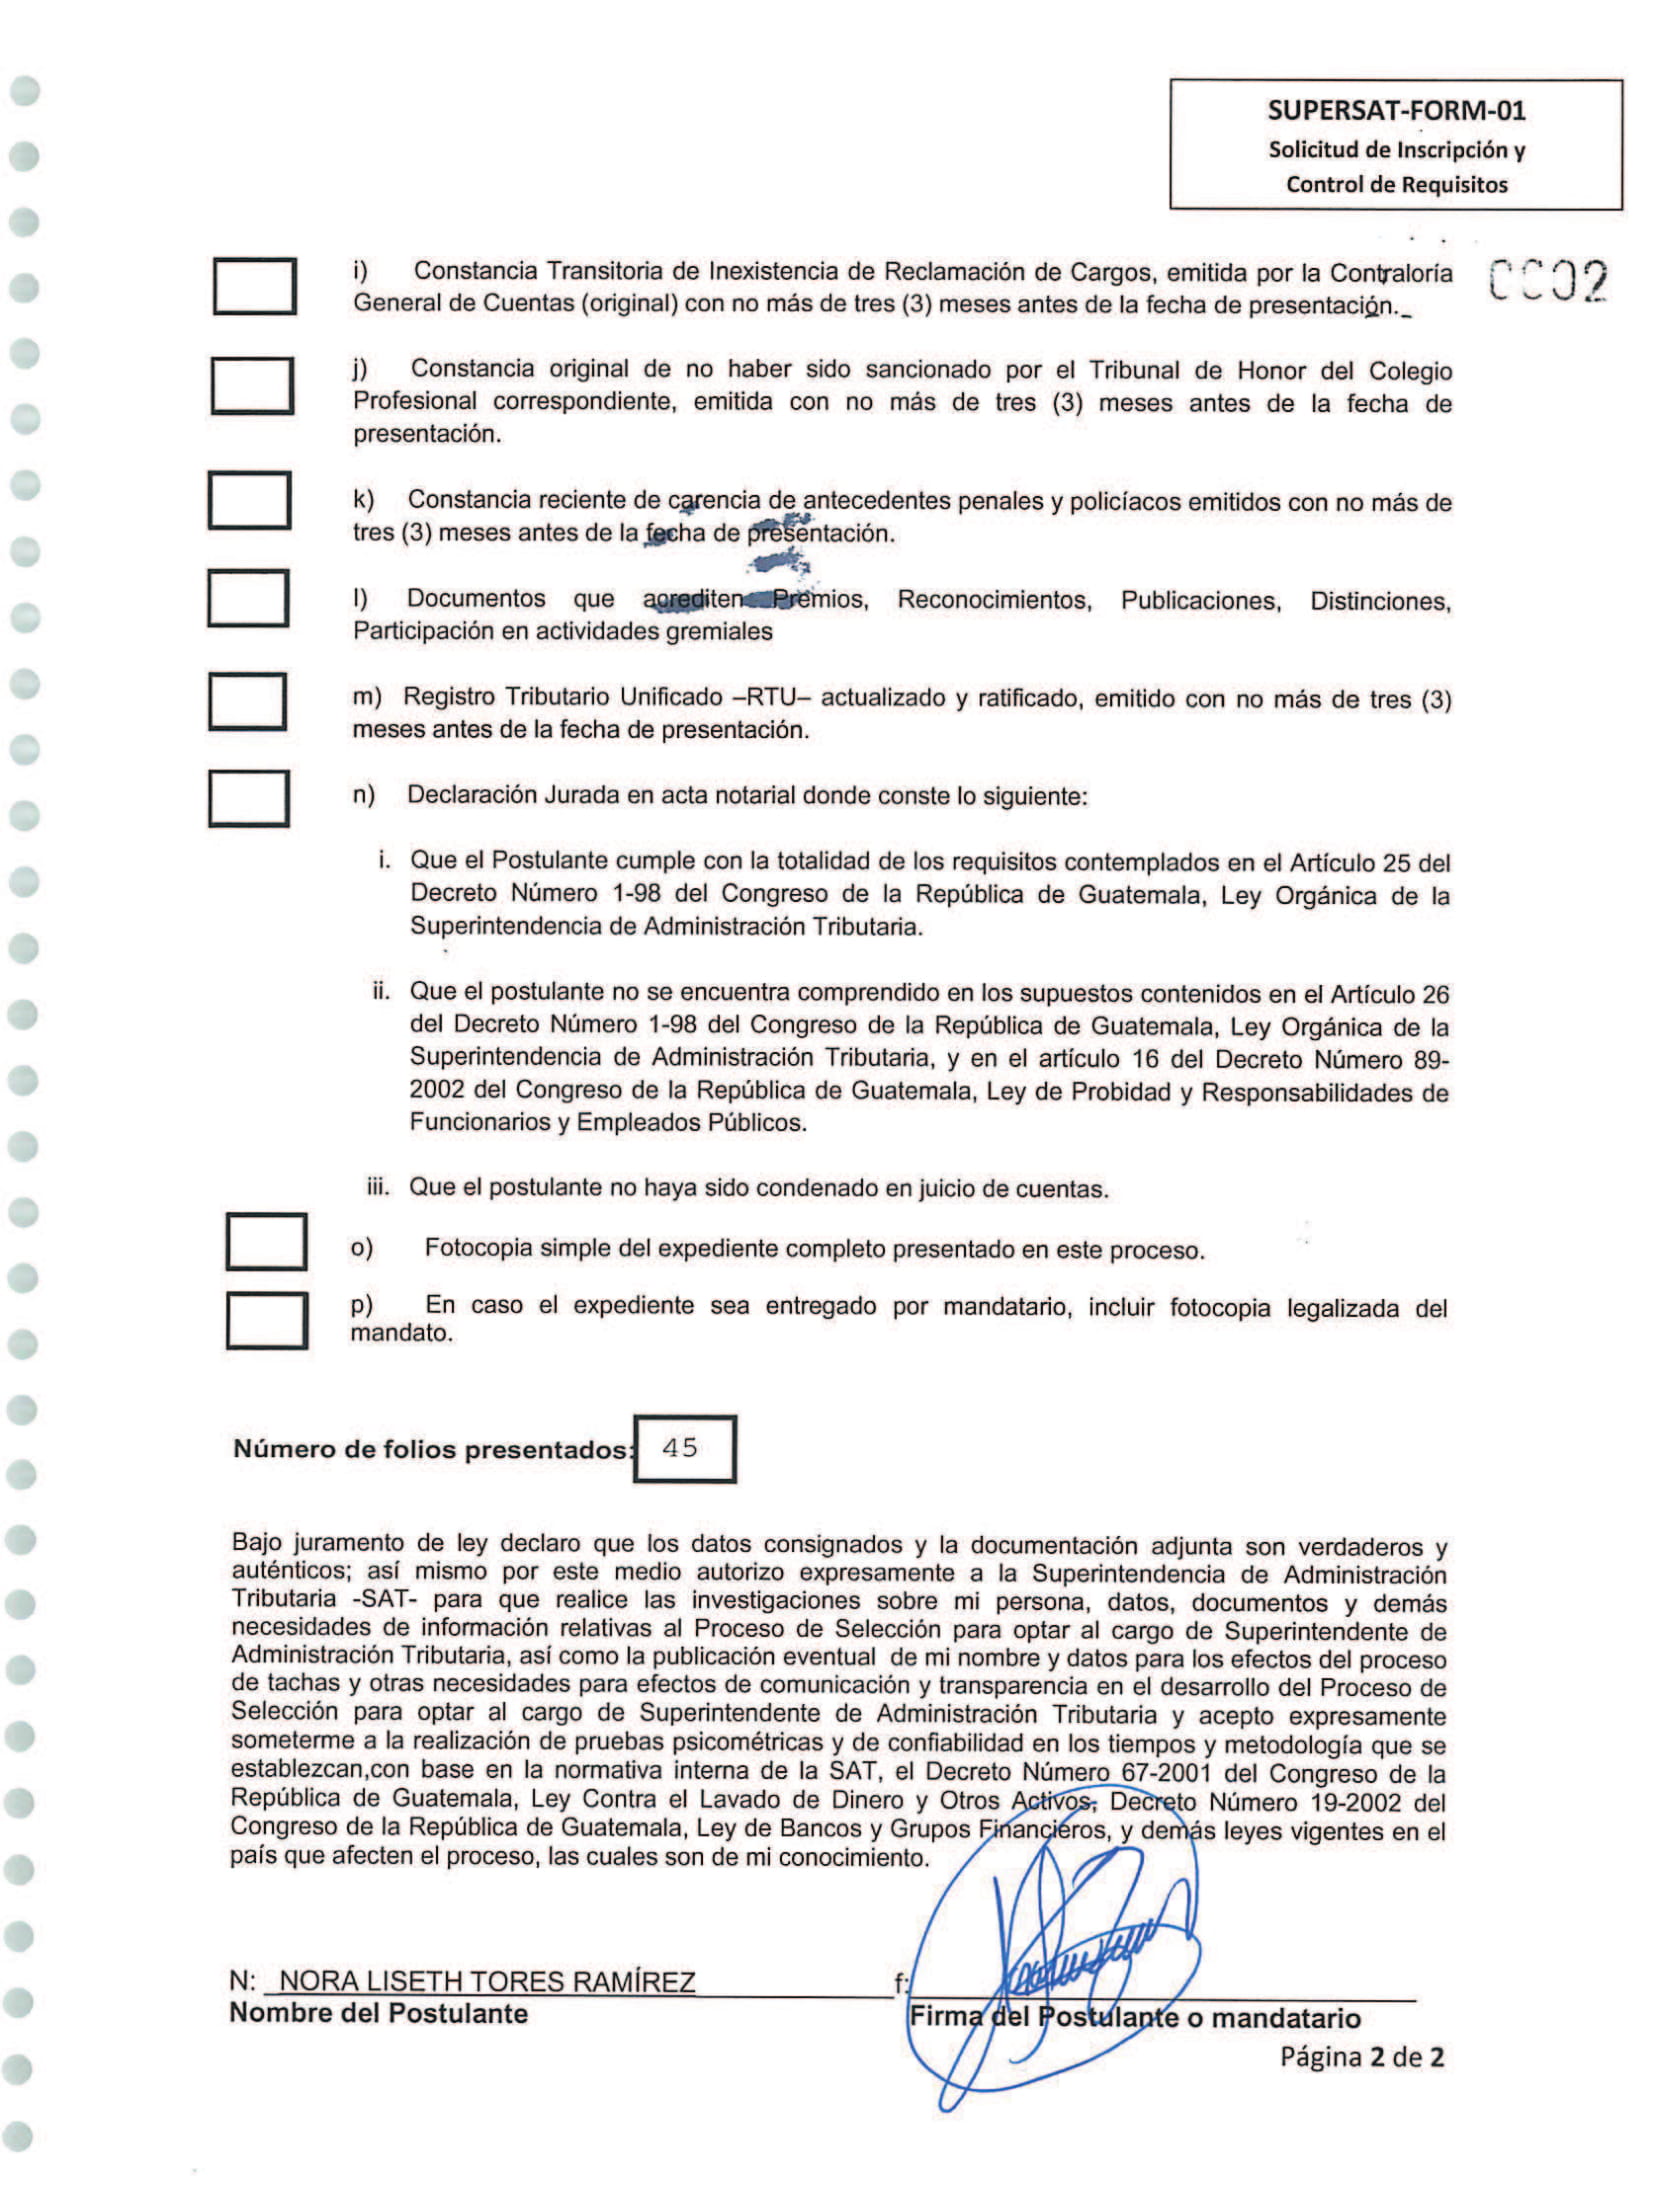 SUPERSAT-FORM-01
Solicitud de Inscripción y
Control de Requisitos
i) Constancia Transitoria de Inexistencia de Reclamación de Cargos, emitida por la Contraloría
General de Cuentas (original) con no más de tres (3) meses antes de la fecha de presentación.
j) Constancia original de no haber sido sancionado por el Tribunal de Honor del Colegio
Profesional correspondiente, emitida con no más de tres (3) meses antes de la fecha de
presentación.
k) Constancia reciente de carencia de antecedentes penales y policíacos emitidos con no más de
tres (3) meses antes de la fecha de presentación.
l) Documentos que acrediten Premios, Reconocimientos, Publicaciones, Distinciones,
Participación en actividades gremiales
m) Registro Tributario Unificado –RTU– actualizado y ratificado, emitido con no más de tres (3)
meses antes de la fecha de presentación.
n) Declaración Jurada en acta notarial donde conste lo siguiente:
i. Que el Postulante cumple con la totalidad de los requisitos contemplados en el Artículo 25 del
Decreto Número 1-98 del Congreso de la República de Guatemala, Ley Orgánica de la
Superintendencia de Administración Tributaria.
ii. Que el postulante no se encuentra comprendido en los supuestos contenidos en el Artículo 26
del Decreto Número 1-98 del Congreso de la República de Guatemala, Ley Orgánica de la
Superintendencia de Administración Tributaria, y en el artículo 16 del Decreto Número 89-
2002 del Congreso de la República de Guatemala, Ley de Probidad y Responsabilidades de
Funcionarios y Empleados Públicos.
iii. Que el postulante no haya sido condenado en juicio de cuentas.
o) Fotocopia simple del expediente completo presentado en este proceso.
p) En caso el expediente sea entregado por mandatario, incluir fotocopia legalizada del
mandato.
Número de folios presentados: 45
Bajo juramento de ley declaro que los datos consignados y la documentación adjunta son verdaderos y
auténticos; así mismo por este medio autorizo expresamente a la Superintendencia de Administración
Tributaria -SAT- para que realice las investigaciones sobre mi persona, datos, documentos y demás
necesidades de información relativas al Proceso de Selección para optar al cargo de Superintendente de
Administración Tributaria, así como la publicación eventual de mi nombre y datos para los efectos del proceso
de tachas y otras necesidades para efectos de comunicación y transparencia en el desarrollo del Proceso de
Selección para optar al cargo de Superintendente de Administración Tributaria y acepto expresamente
someterme a la realización de pruebas psicométricas y de confiabilidad en los tiempos y metodología que se
establezcan,con base en la normativa interna de la SAT, el Decreto Número 67-2001 del Congreso de la
República de Guatemala, Ley Contra el Lavado de Dinero y Otros Activos, Decreto Número 19-2002 del
Congreso de la República de Guatemala, Ley de Bancos y Grupos Financieros, y demás leyes vigentes en el
país que afecten el proceso, las cuales son de mi conocimiento.
N: NORA LISETH TORES RAMÍREZ f:
Nombre del Postulante Firma del Postulante o mandatario
Página 2 de 2